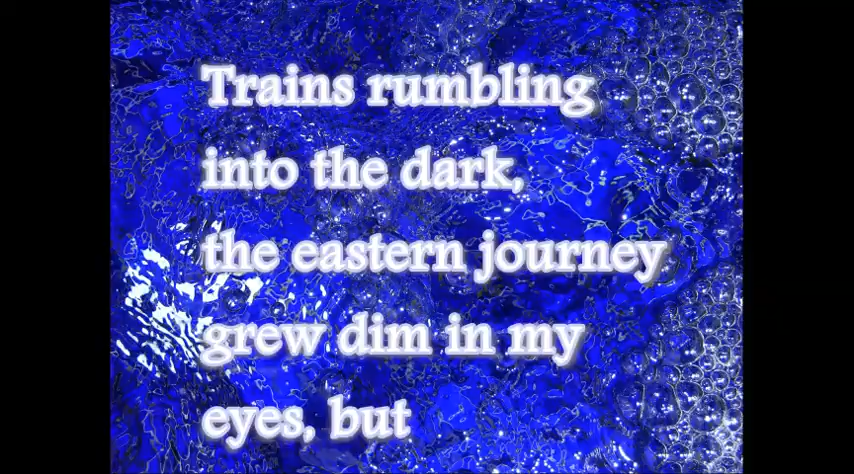 Trains rumbling
into the dark,
the eastern journey
grew dim in my
eyes, but